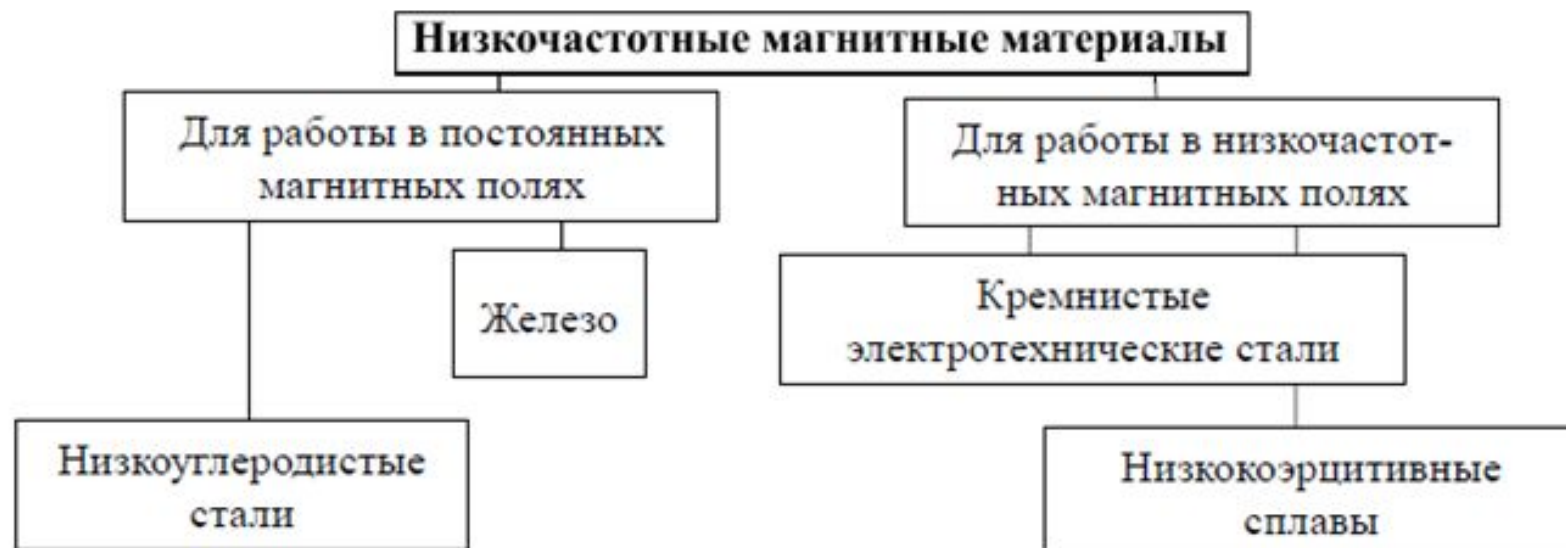 Низкочастотные магнитные материалы
Для работы в постоянных
магнитных полях
Для работы в низкочастот-
ных магнитных полях
Железо
Кремнистые
электротехнические стали
Низкоуглеродистые
стали
Низкокоэрцитивные
сплавы